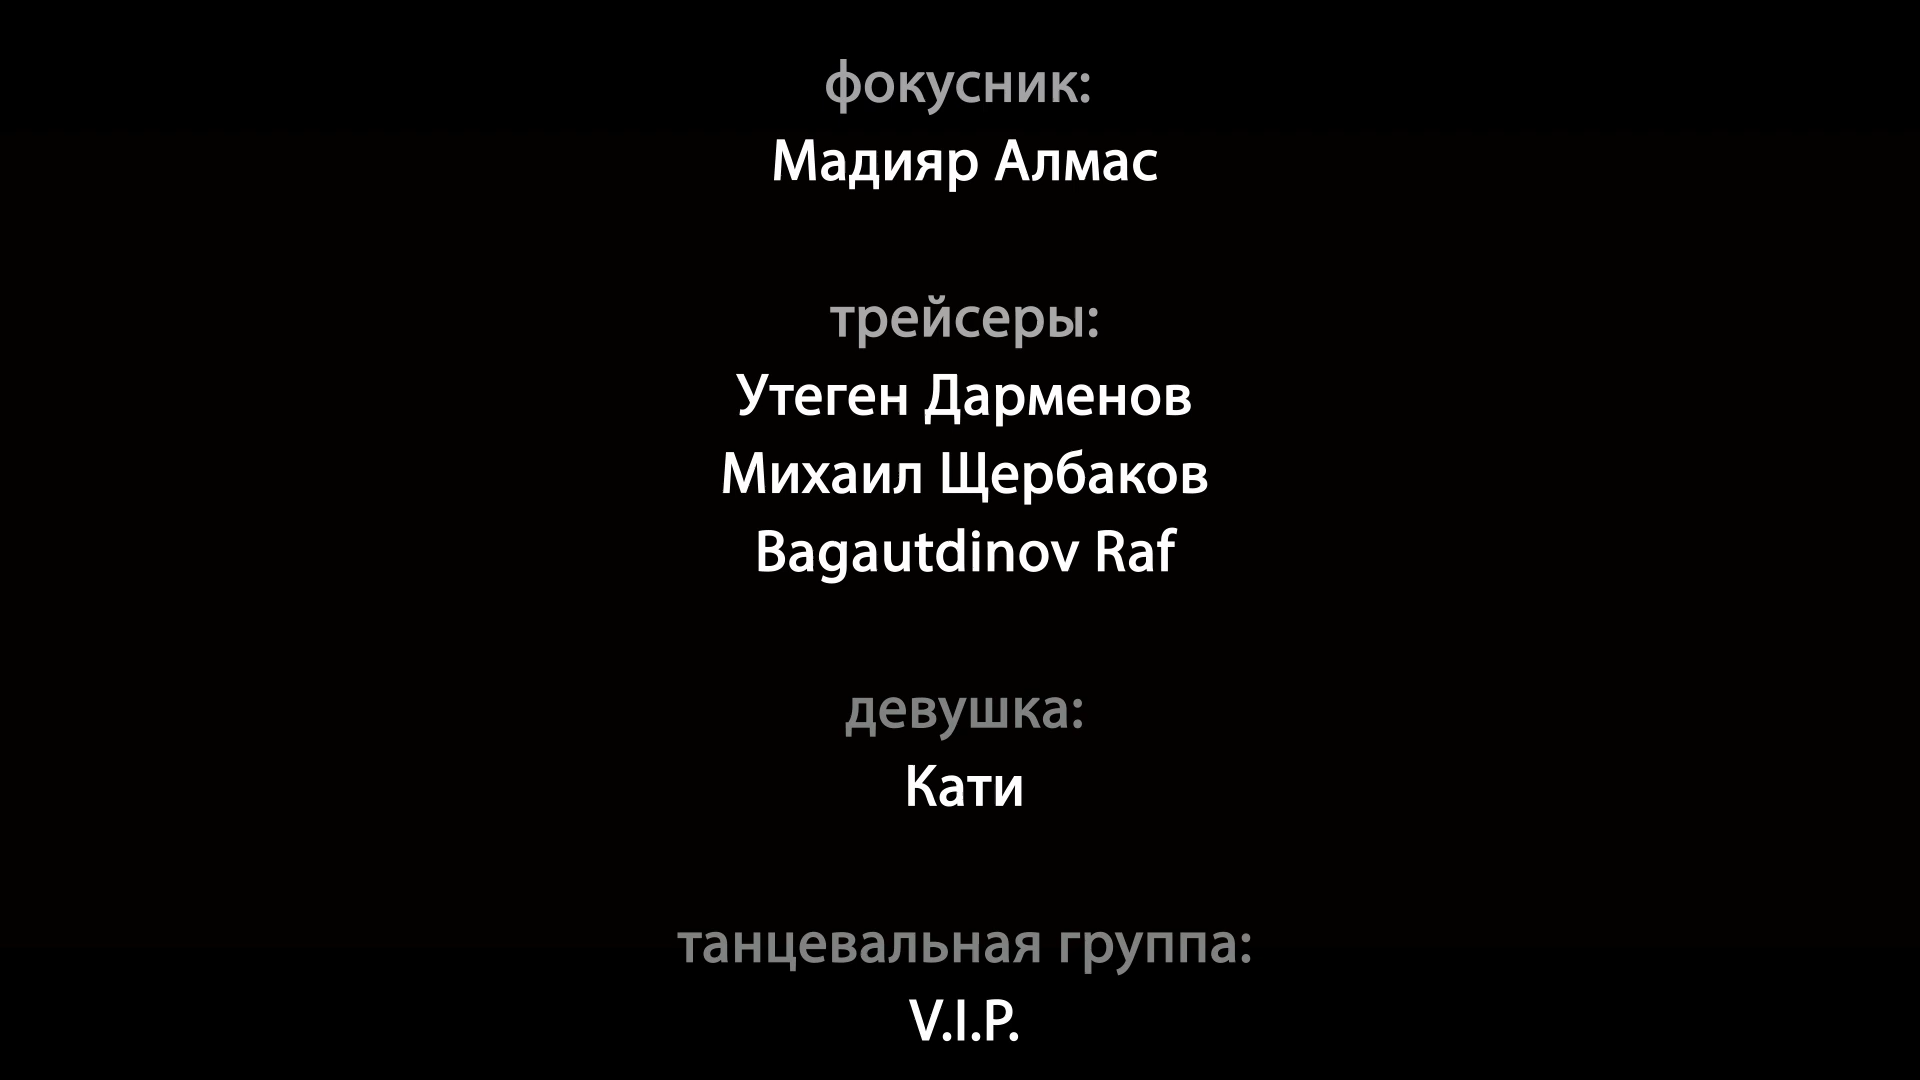 фокусник:
Мадияр Алмас
трейсеры:
Утеген Дарменов
Михаил Щербаков
Bagautdinov Raf
девушка:
Кати
танцевальная группа:
V.I.P.